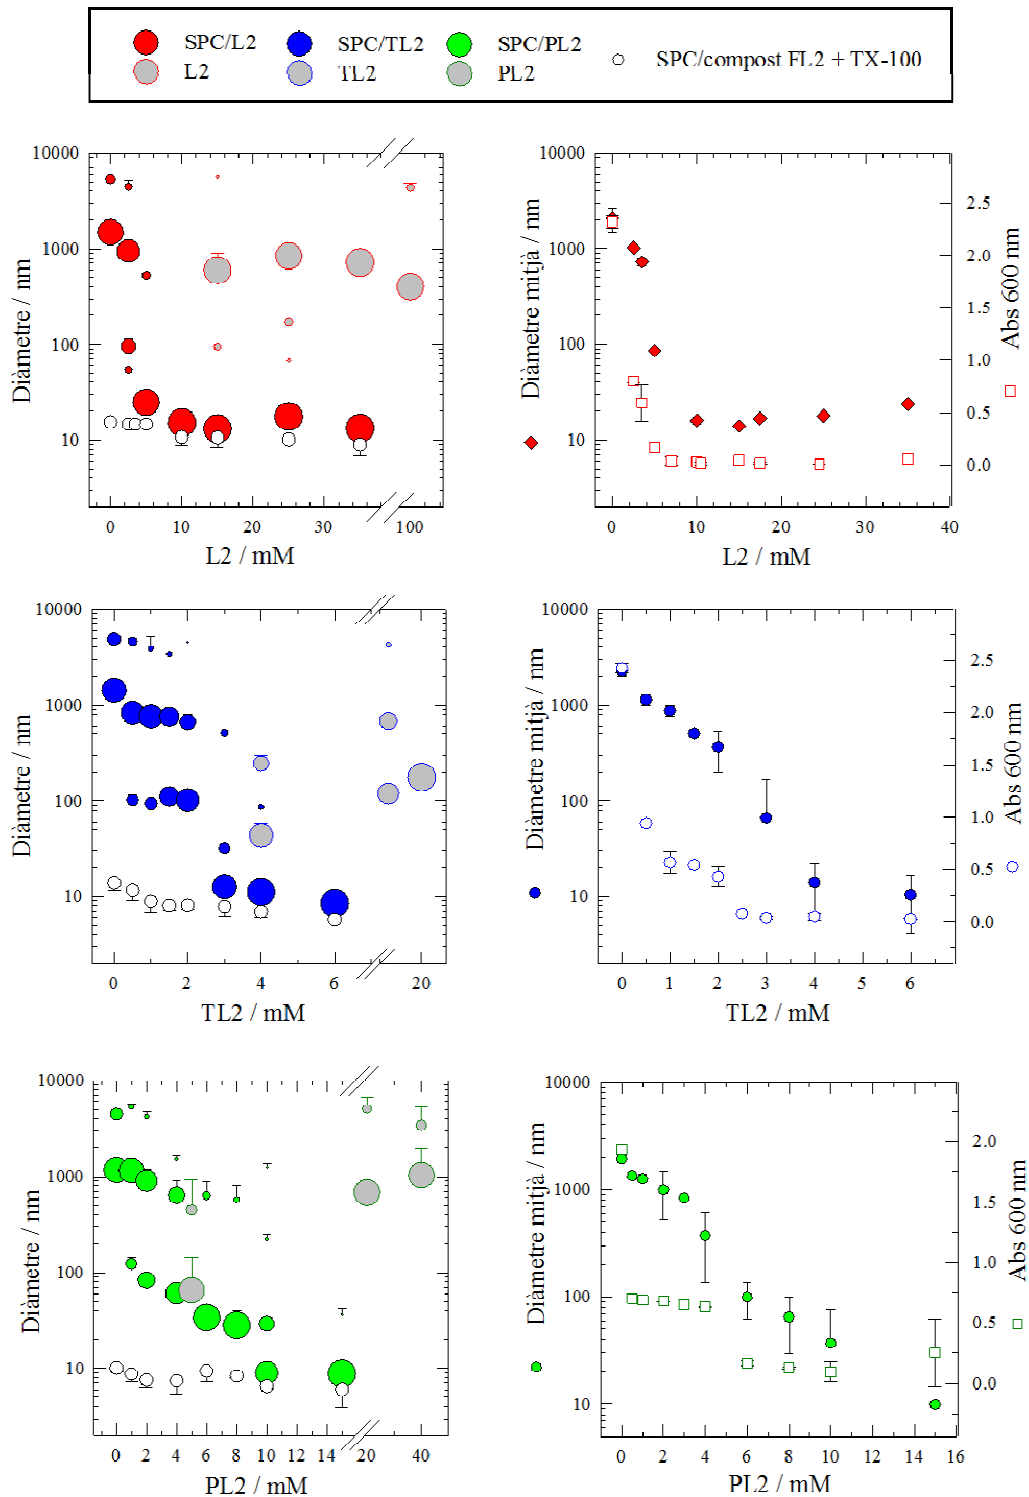 SPC/L2 SPC/TL2 SPC/PL2
L2 TL2 PL2 SPC/compost FL2 + TX-100
10000
1000
100
10
Diàmetre / nm
0 10 20 30 100
L2 / mM
10000
1000
100
10
Diàmetre mitjà / nm
2.5
2.0
1.5
1.0
0.5
0.0
Abs 600 nm
0 10 20 30 40
L2 / mM
10000
1000
100
10
Diàmetre / nm
0 2 4 6 20
TL2 / mM
10000
1000
100
10
Diàmetre mitjà / nm
2.5
2.0
1.5
1.0
0.5
0.0
Abs 600 nm
0 1 2 3 4 5 6
TL2 / mM
10000
1000
100
10
Diàmetre / nm
0 2 4 6 8 10 12 14 20 40
PL2 / mM
10000
1000
100
10
Diàmetre mitjà / nm
2.0
1.5
1.0
0.5
0.0
Abs 600 nm
0 2 4 6 8 10 12 14 16
PL2 / mM